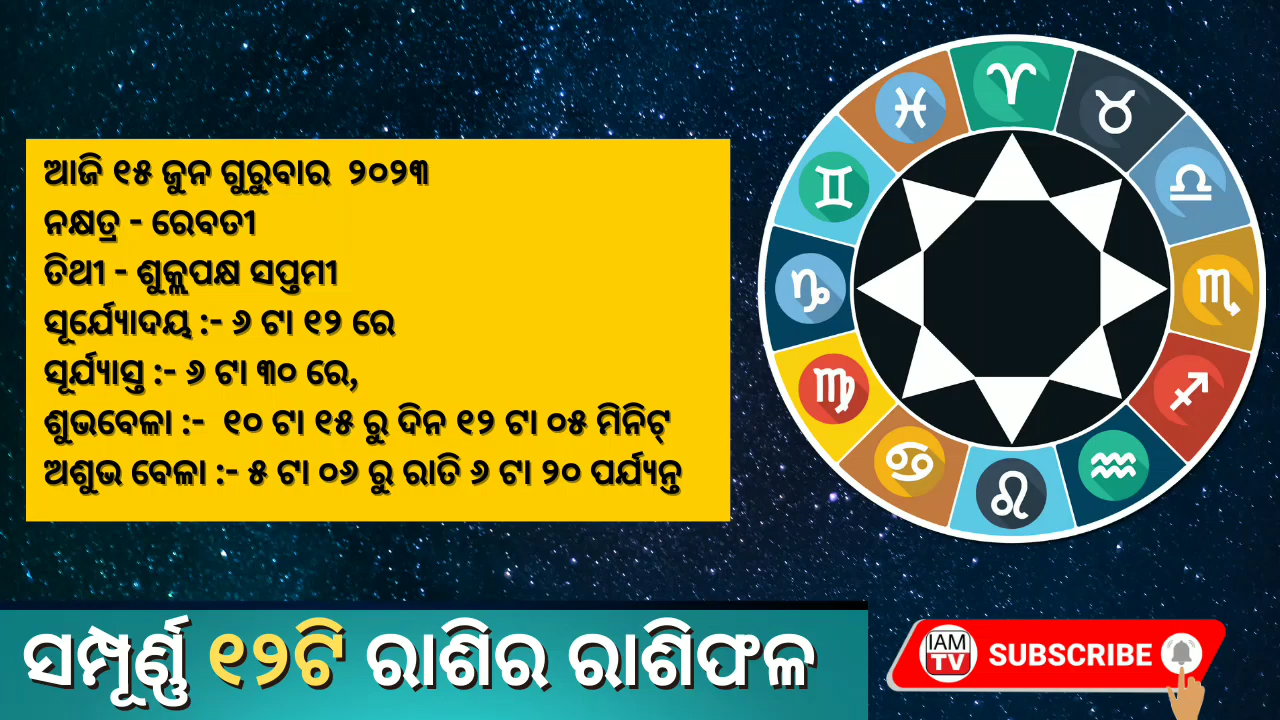 ଆଜି ୧୫ ଜୁନ ଗୁରୁବାର ୨୦୨୩
ନକ୍ଷତ୍ର - ରେବତୀ
ତିଥୀ - ଶୁକ୍ଳପକ୍ଷ ସପ୍ତମୀ
ସୂର୍ଯ୍ୟୋଦୟ :- ୬ ଟା ୧୨ ରେ
ସୂର୍ଯ୍ୟାସ୍ତ :- ୬ ଟା ୩୦ ରେ,
ଶୁଭବେଳା :- ୧୦ ଟା ୧୫ ରୁ ଦିନ ୧୨ ଟା ୦୫ ମିନିଟ୍
ଅଶୁଭ ବେଳା :- ୫ ଟା ୦୬ ରୁ ରାତି ୬ ଟା ୨୦ ପର୍ଯ୍ୟନ୍ତ
ସମ୍ପୂର୍ଣ୍ଣ ୧୨ଟି ରାଶିର ରାଶିଫଳ
IAM
TV
SUBSCRIBE